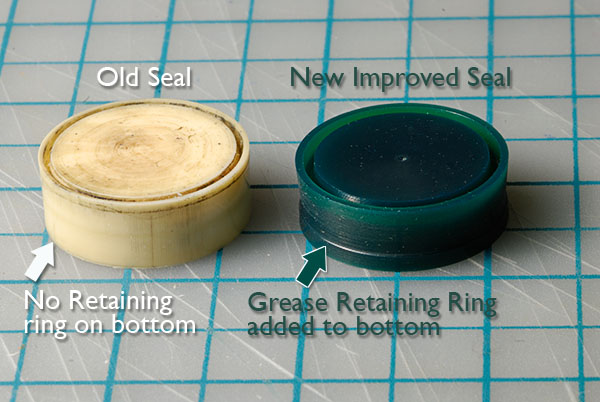 Old Seal
New Improved Seal
No Retaining
ring on bottom
Grease Retaining Ring
added to bottom